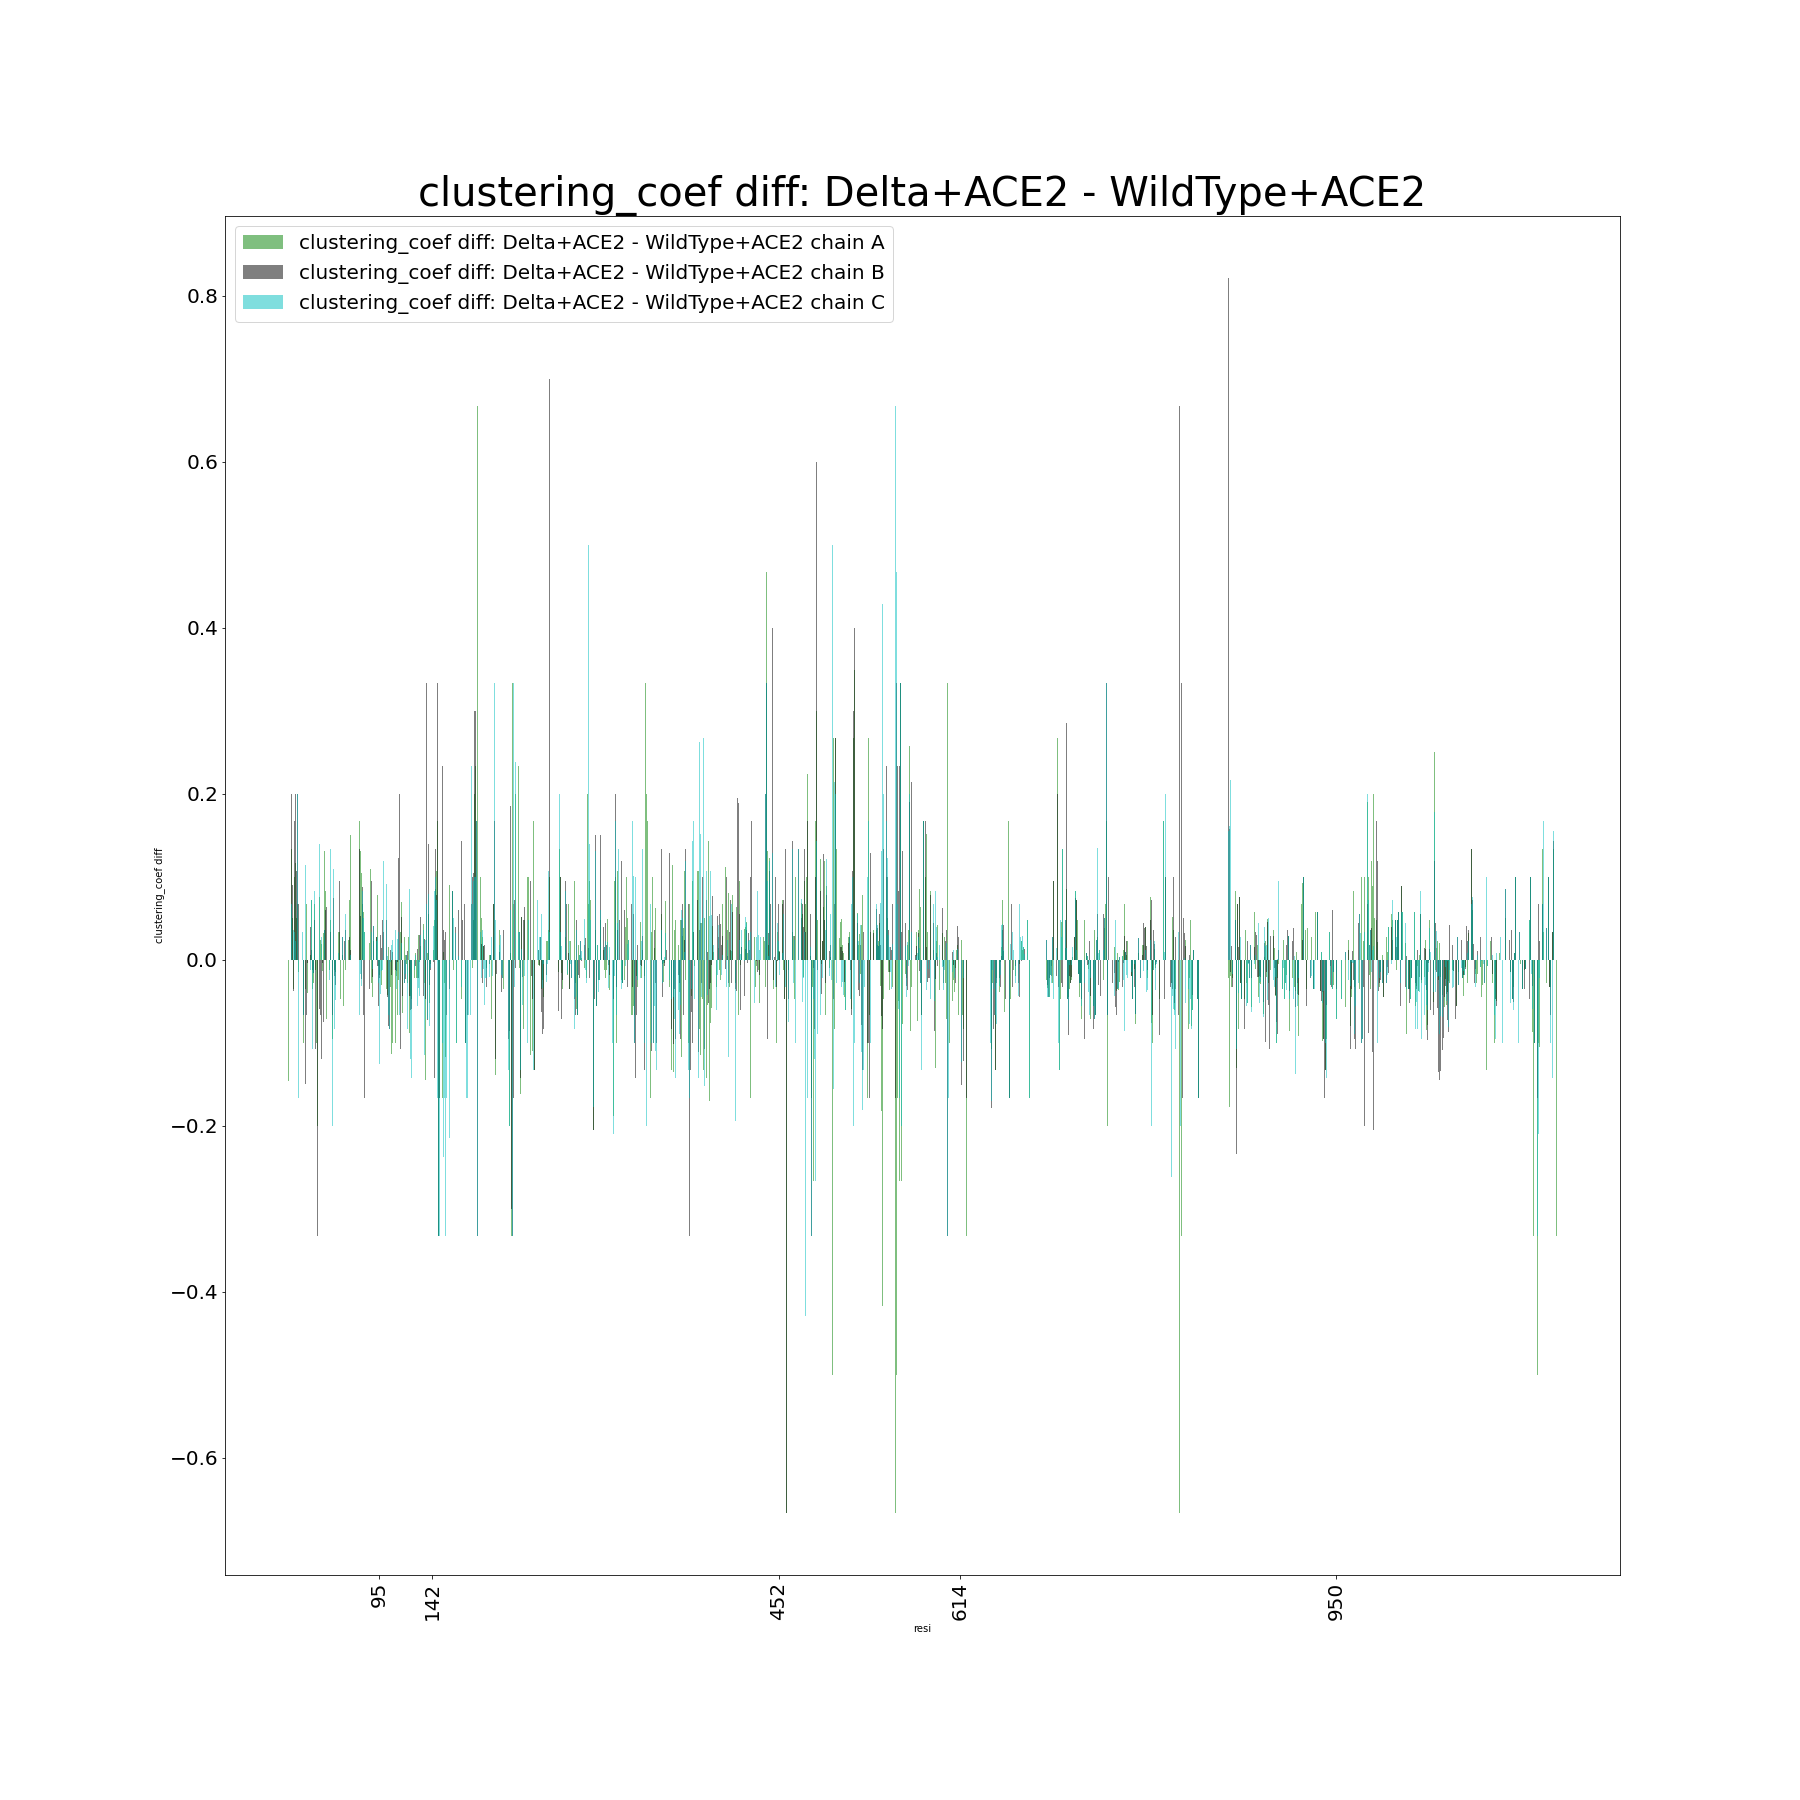 clustering_coef diff: Delta+ACE2 - WildType+ACE2
clustering_coef diff: Delta+ACE2 - WildType+ACE2 chain A
clustering_coef diff: Delta+ACE2 - WildType+ACE2 chain B
clustering_coef diff: Delta+ACE2 - WildType+ACE2 chain C
0.8
0.6
0.4
0.2
0.0
−0.2
−0.4
−0.6
clustering_coef diff
95
142
452
614
950
resi